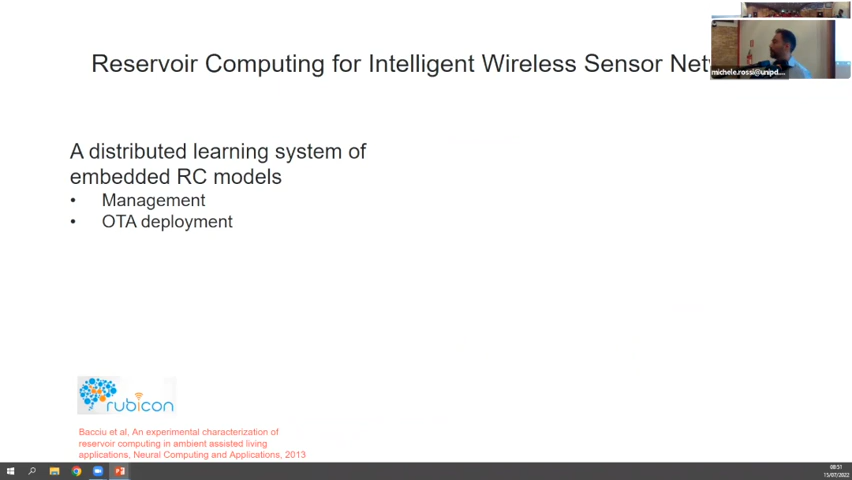 Reservoir Computing for Intelligent Wireless Sensor Net
michele.rossi@unipd....
A distributed learning system of
embedded RC models
• Management
• OTA deployment
rubicon
Bacciu et al, An experimental characterization of
reservoir computing in ambient assisted living
applications, Neural Computing and Applications, 2013
08:51
15/07/2022